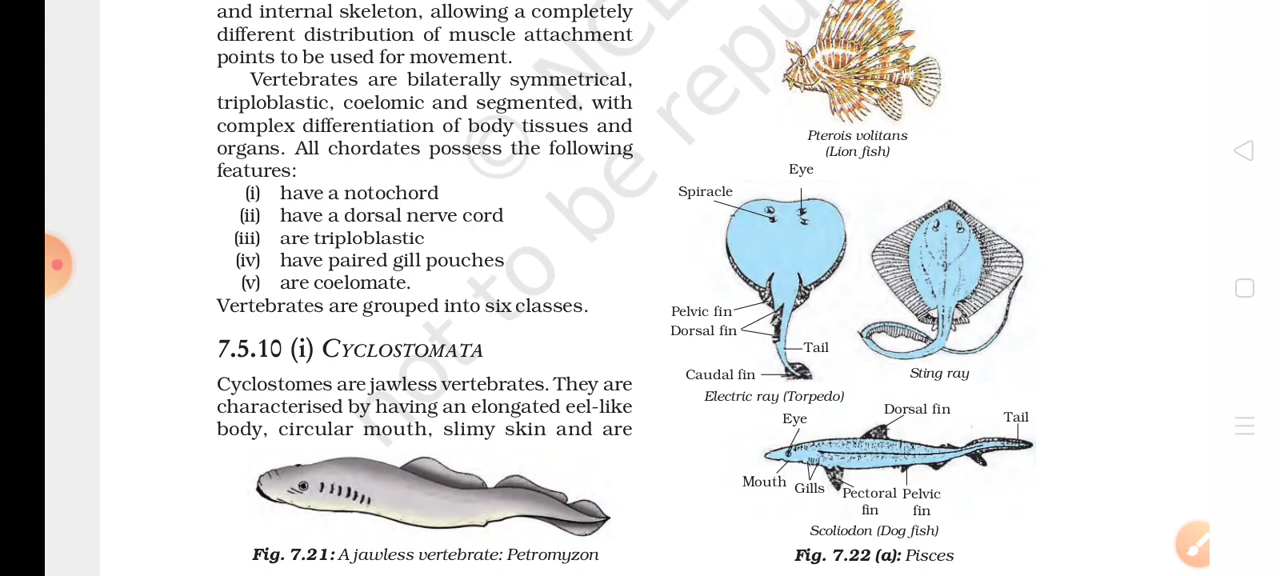 and internal skeleton, allowing a completely
different distribution of muscle attachment
points to be used for movement.
Vertebrates are bilaterally symmetrical,
triploblastic, coelomic and segmented, with
complex differentiation of body tissues and
organs. All chordates possess the following
features:
(i) have a notochord
(ii) have a dorsal nerve cord
(iii) are triploblastic
(iv) have paired gill pouches
(v) are coelomate.
Vertebrates are grouped into six classes.
7.5.10 (i) CYCLOSTOMATA
Cyclostomes are jawless vertebrates. They are
characterised by having an elongated eel-like
body, circular mouth, slimy skin and are
Fig. 7.21: A jawless vertebrate: Petromyzon
Pterois volitans
(Lion fish)
Eye
Spiracle
Pelvic fin
Dorsal fin
Tail
Caudal fin
Electric ray (Torpedo)
Sting ray
Dorsal fin
Eye
Tail
Mouth
Gills
Pectoral fin
Pelvic fin
Scoliodon (Dog fish)
Fig. 7.22 (a): Pisces
not to be repu